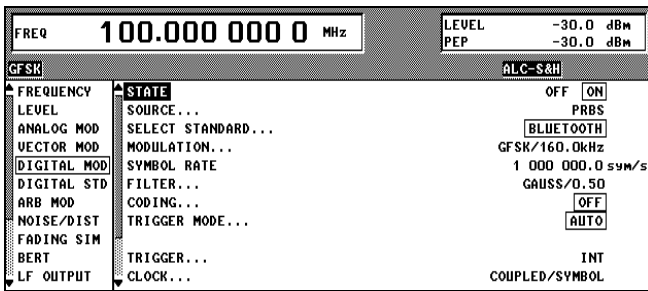 FREQ 100.000 000 0 MHz
LEVEL -30.0 dBm
PEP -30.0 dBm
GFSK ALC-S&H
FREQUENCY STATE OFF ON
LEVEL SOURCE... PRBS
ANALOG MOD SELECT STANDARD... BLUETOOTH
VECTOR MOD MODULATION... GFSK/160.0kHz
DIGITAL MOD SYMBOL RATE 1 000 000.0 sym/s
DIGITAL STD FILTER... GAUSS/0.50
ARB MOD CODING... OFF
NOISE/DIST TRIGGER MODE... AUTO
FADING SIM
BERT TRIGGER... INT
LF OUTPUT CLOCK... COUPLED/SYMBOL